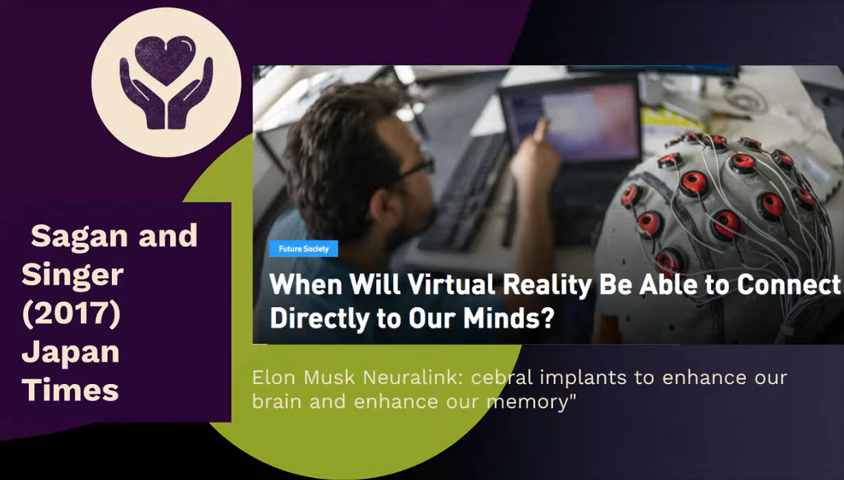 Sagan and
Singer
(2017)
Japan
Times
Future Society
When Will Virtual Reality Be Able to Connect
Directly to Our Minds?
Elon Musk Neuralink: cebral implants to enhance our
brain and enhance our memory"